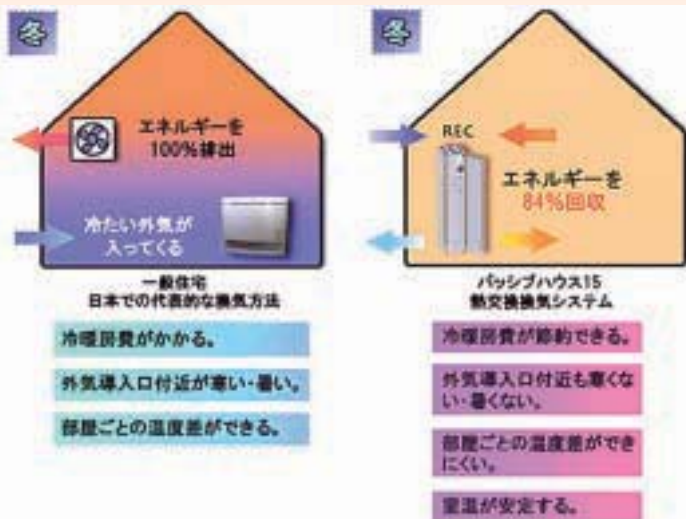 冬
エネルギーを
100%排出
冷たい外気が
入ってくる
一般住宅
日本での代表的な換気方法
冷暖房費がかかる。
外気導入口付近が寒い・暑い。
部屋ごとの温度差ができる。
冬
REC
エネルギーを
84%回収
パッシブハウス15
熱交換換気システム
冷暖房費が節約できる。
外気導入口付近も寒くな
い・暑くない。
部屋ごとの温度差ができ
にくい。
室温が安定する。